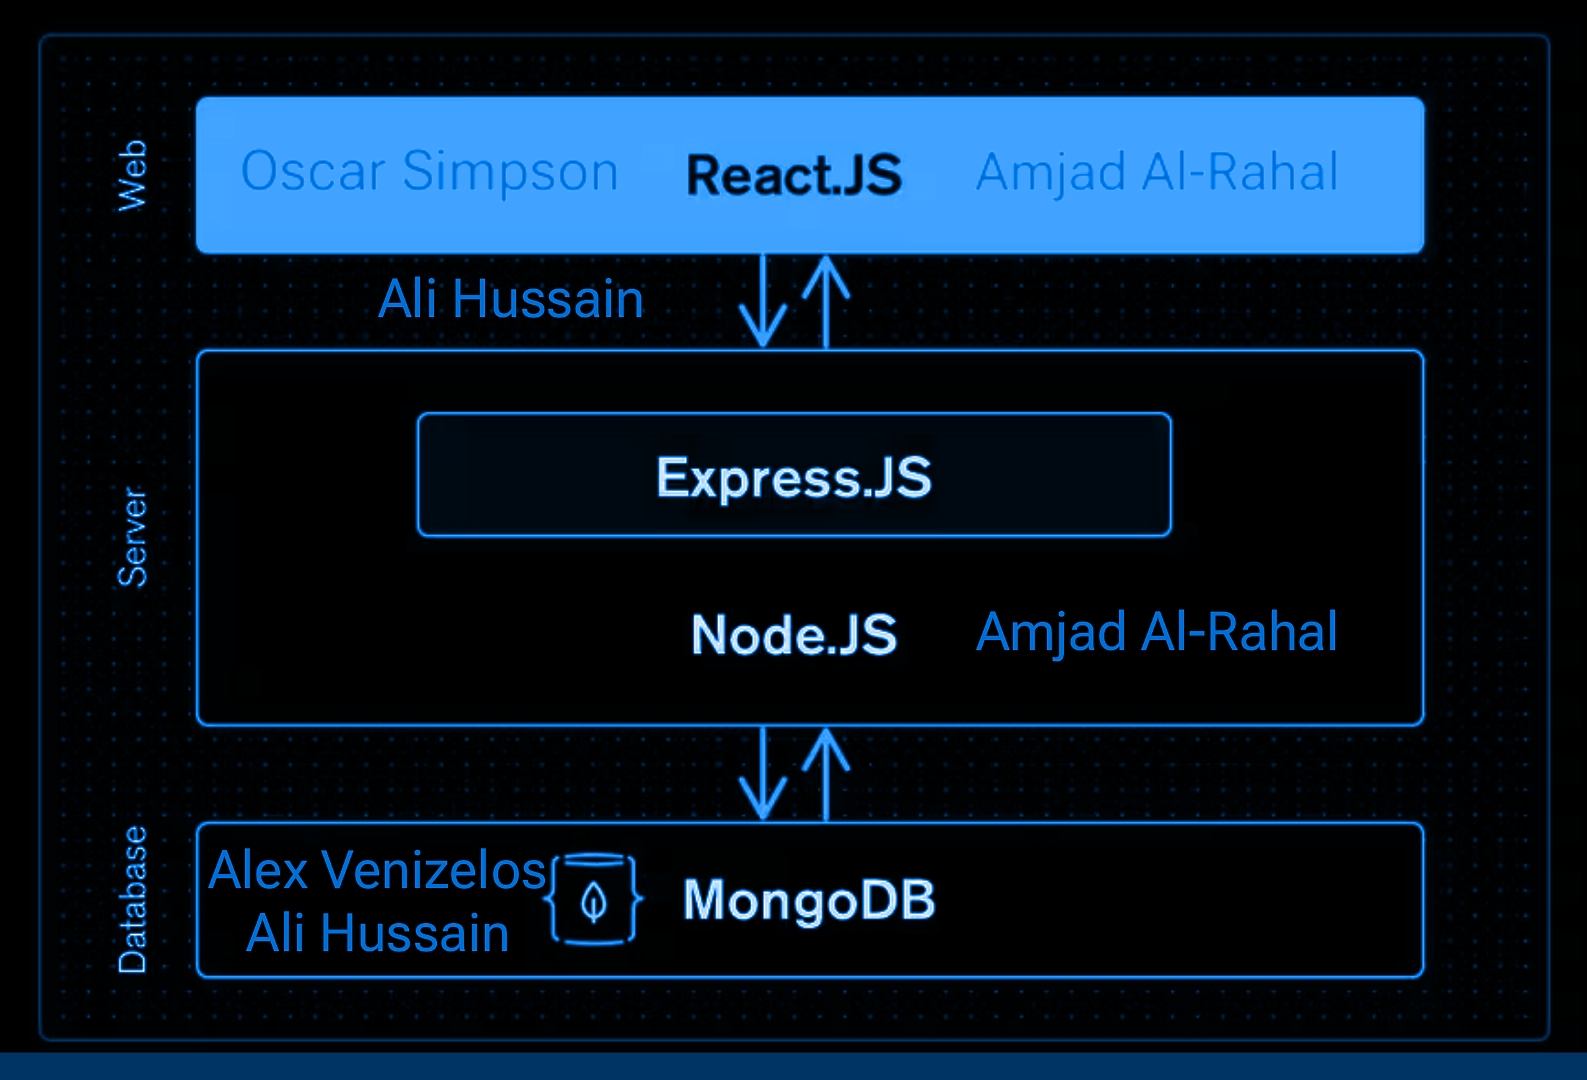 Web
Oscar Simpson React.JS Amjad Al-Rahal
Ali Hussain
Server
Express.JS
Node.JS Amjad Al-Rahal
Database
Alex Venizelos
MongoDB
Ali Hussain